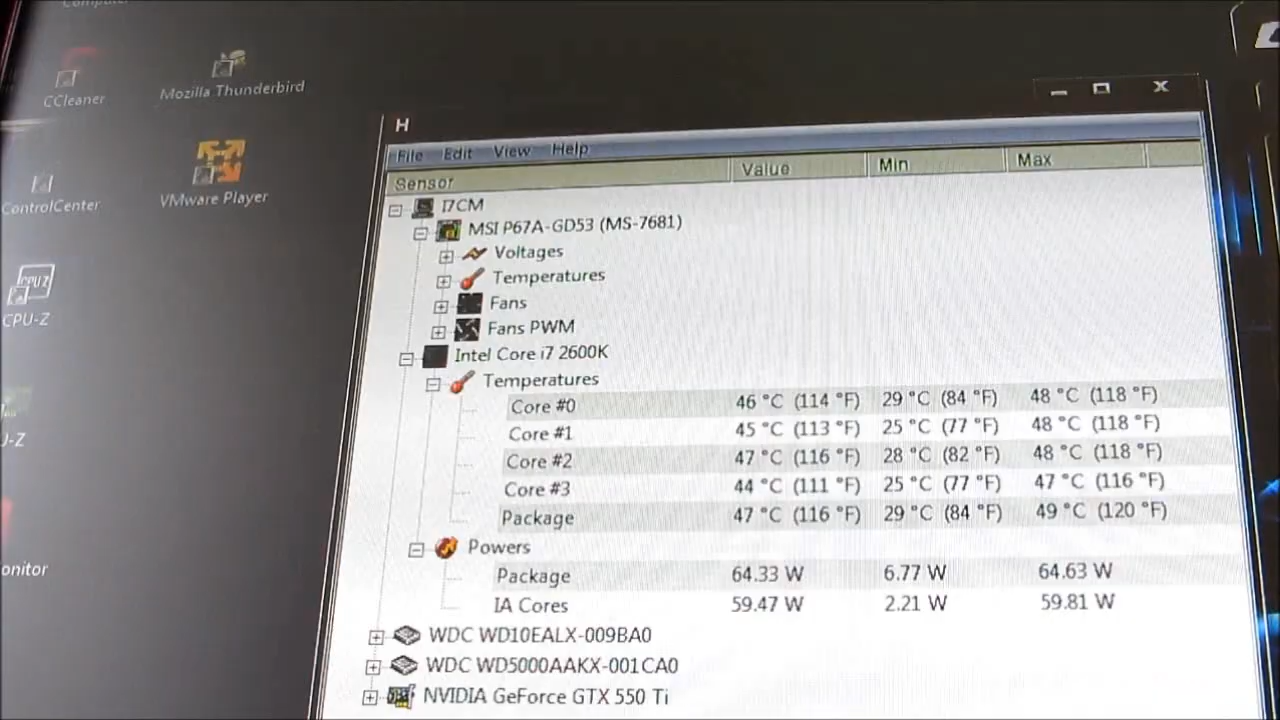 Computer
CCleaner
Mozilla Thunderbird
ControlCenter
VMware Player
CPU-Z
CPU-Z
H
File Edit View Help
Sensor Value Min Max
I7CM
MSI P67A-GD53 (MS-7681)
Voltages
Temperatures
Fans
Fans PWM
Intel Core i7 2600K
Temperatures
Core #0 46 °C (114 °F) 29 °C (84 °F) 48 °C (118 °F)
Core #1 45 °C (113 °F) 25 °C (77 °F) 48 °C (118 °F)
Core #2 47 °C (116 °F) 28 °C (82 °F) 48 °C (118 °F)
Core #3 44 °C (111 °F) 25 °C (77 °F) 47 °C (116 °F)
Package 47 °C (116 °F) 29 °C (84 °F) 49 °C (120 °F)
Powers
Package 64.33 W 6.77 W 64.63 W
IA Cores 59.47 W 2.21 W 59.81 W
WDC WD10EALX-009BA0
WDC WD5000AAKX-001CA0
NVIDIA GeForce GTX 550 Ti
U-Z
onitor